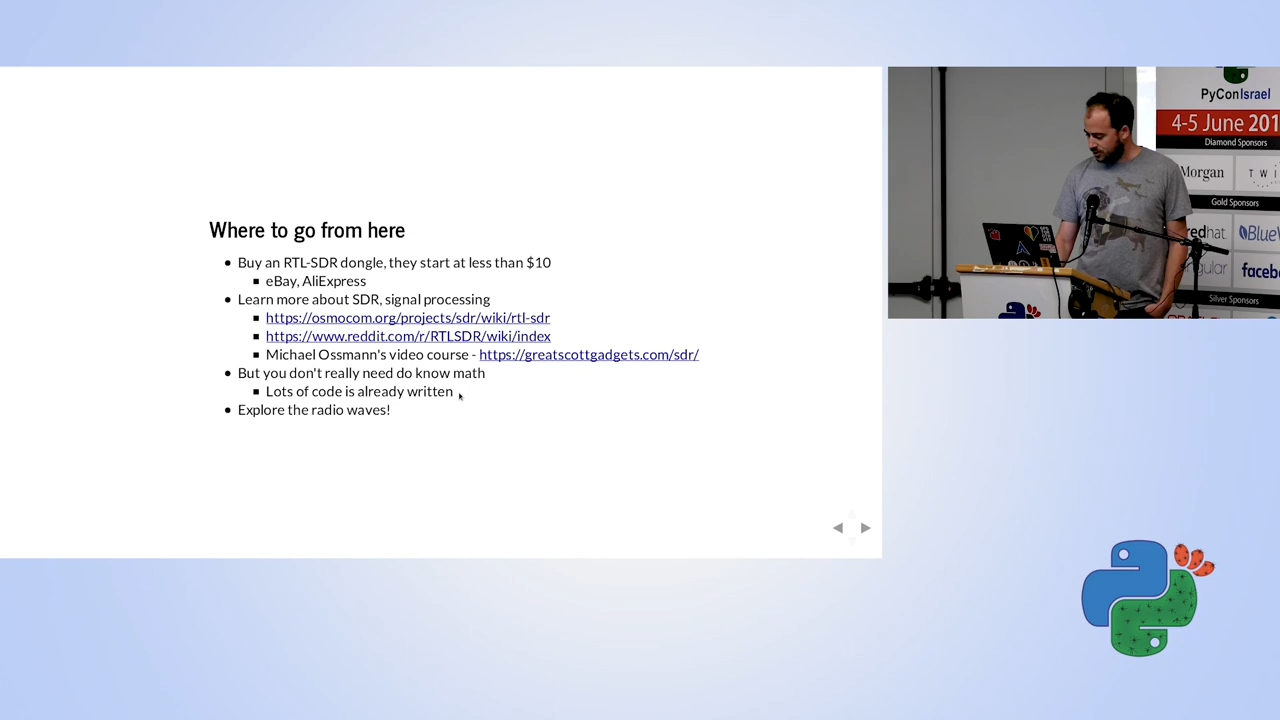 Where to go from here
Buy an RTL-SDR dongle, they start at less than $10
eBay, AliExpress
Learn more about SDR, signal processing
https://osmocom.org/projects/sdr/wiki/rtl-sdr
https://www.reddit.com/r/RTLSDR/wiki/index
Michael Ossmann's video course - https://greatscottgadgets.com/sdr/
But you don't really need do know math
Lots of code is already written
Explore the radio waves!
PyConIsrael
4-5 June 201
Diamond Sponsors
Morgan
TWI
Gold Sponsors
redhat.
Blue
gular
faceb
Silver Sponsors